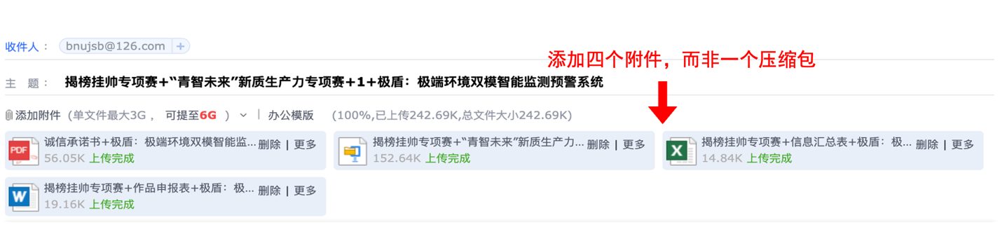 收件人： bnujsb@126.com +
添加四个附件，而非一个压缩包
主 题： 揭榜挂帅专项赛+“青智未来”新质生产力专项赛+1+极盾：极端环境双模智能监测预警系统
添加附件 (单文件最大3G ， 可提至6G ) | 办公模版 (100%,已上传242.69K,总文件大小242.69K)
PDF 诚信承诺书+极盾：极端环境双模智能监... 删除 | 更多
56.05K 上传完成
揭榜挂帅专项赛+“青智未来”新质生产力... 删除 | 更多
152.64K 上传完成
X 揭榜挂帅专项赛+信息汇总表+极盾：极... 删除 | 更多
14.84K 上传完成
W 揭榜挂帅专项赛+作品申报表+极盾：极... 删除 | 更多
19.16K 上传完成